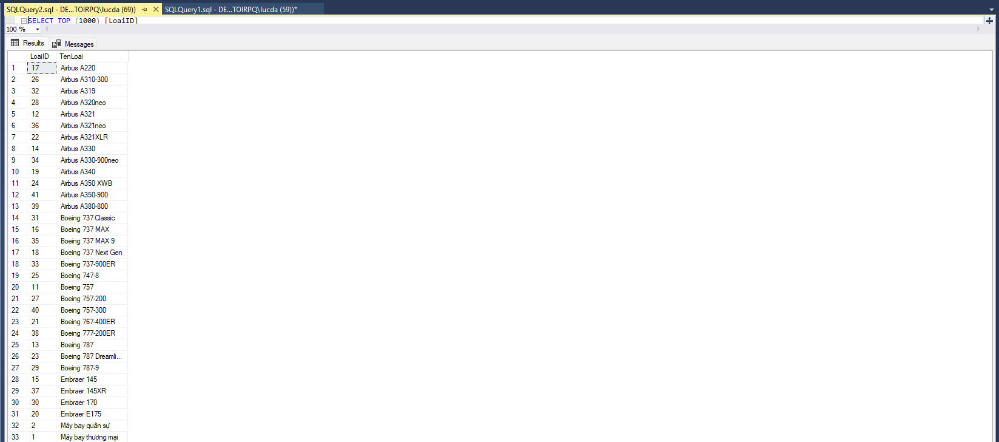 SQLQuery2.sql - DE...TOIRPQ\lucda (69)) SQLQuery1.sql - DE...TOIRPQ\lucda (59))*
SELECT TOP (1000) [LoaiID]
100 %
Results Messages
LoaiID TenLoai
1 17 Airbus A220
2 26 Airbus A310-300
3 32 Airbus A319
4 28 Airbus A320neo
5 12 Airbus A321
6 36 Airbus A321neo
7 22 Airbus A321XLR
8 14 Airbus A330
9 34 Airbus A330-900neo
10 19 Airbus A340
11 24 Airbus A350 XWB
12 41 Airbus A350-900
13 39 Airbus A380-800
14 31 Boeing 737 Classic
15 16 Boeing 737 MAX
16 35 Boeing 737 MAX 9
17 18 Boeing 737 Next Gen
18 33 Boeing 737-900ER
19 25 Boeing 747-8
20 11 Boeing 757
21 27 Boeing 757-200
22 40 Boeing 757-300
23 21 Boeing 767-400ER
24 38 Boeing 777-200ER
25 13 Boeing 787
26 23 Boeing 787 Dreamli...
27 29 Boeing 787-9
28 15 Embraer 145
29 37 Embraer 145XR
30 30 Embraer 170
31 20 Embraer E175
32 2 Máy bay quân sự
33 1 Máy bay thương mại